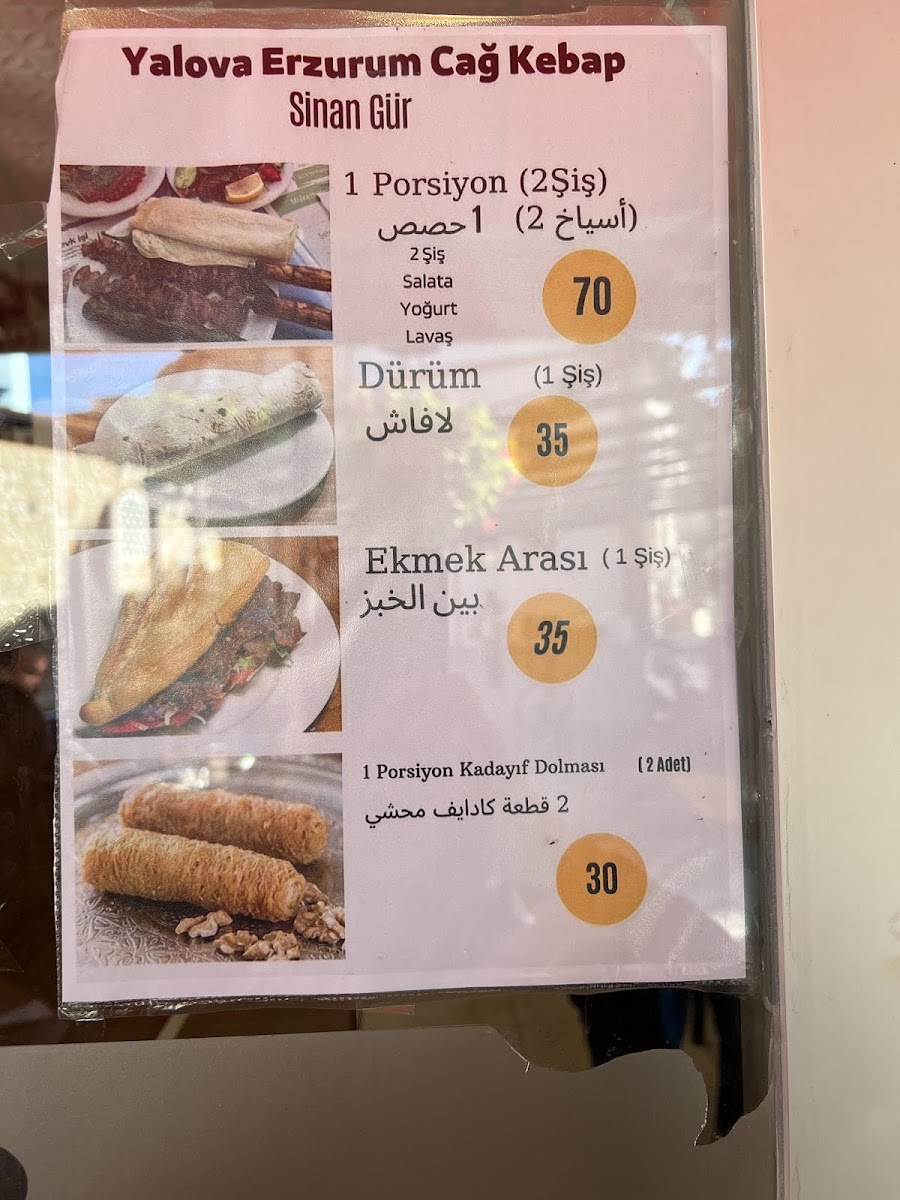 Yalova Erzurum Cağ Kebap
Sinan Gür
1 Porsiyon (2Şiş)
1حصص (2 أسياخ)
2 Şiş
Salata
Yoğurt
Lavaş
70
Dürüm (1 Şiş)
لافاش
35
Ekmek Arası ( 1 Şiş)
بين الخبز
35
1 Porsiyon Kadayıf Dolması ( 2 Adet)
2 قطعة كادايف محشي
30